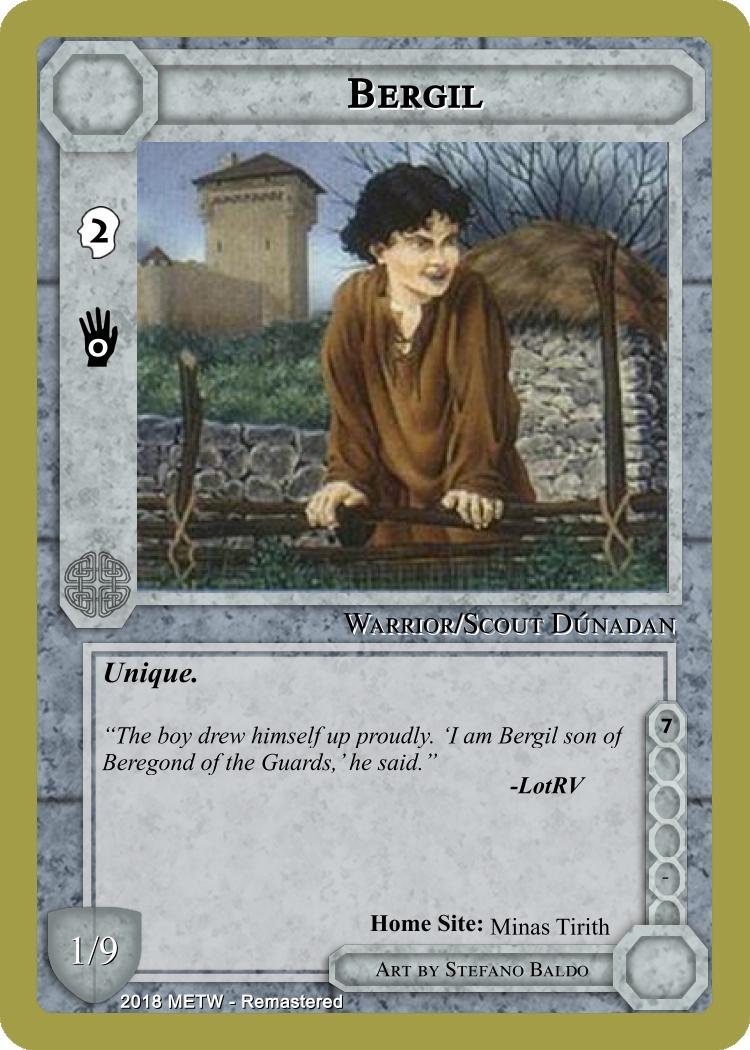 Bergil
2
0
Warrior/Scout Dúnadan
Unique.
“The boy drew himself up proudly. ‘I am Bergil son of
Beregond of the Guards,’ he said.”
-LotRV
7
-
Home Site: Minas Tirith
1/9
Art by Stefano Baldo
2018 METW - Remastered